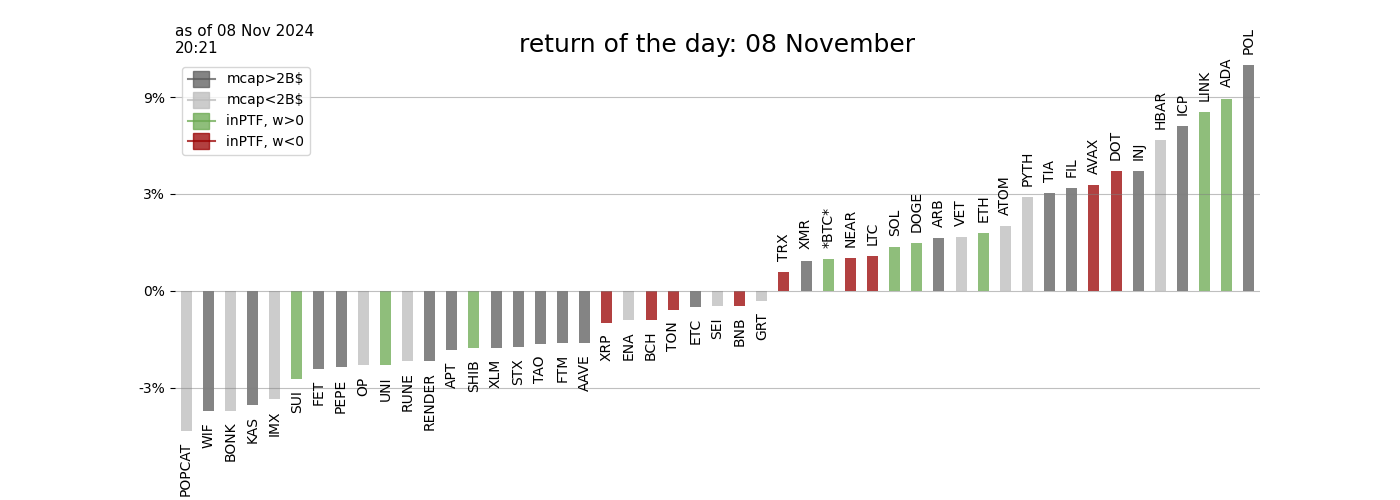 as of 08 Nov 2024
20:21
return of the day: 08 November
mcap>2B$
mcap<2B$
inPTF, w>0
inPTF, w<0
9%
3%
0%
-3%
POPCAT
WIF
BONK
KAS
IMX
SUI
FET
PEPE
OP
UNI
RUNE
RENDER
APT
SHIB
XLM
STX
TAO
FTM
AAVE
XRP
ENA
BCH
TON
ETC
SEI
BNB
GRT
TRX
XMR
*BTC*
NEAR
LTC
SOL
DOGE
ARB
VET
ETH
ATOM
PYTH
TIA
FIL
AVAX
DOT
INJ
HBAR
ICP
LINK
ADA
POL